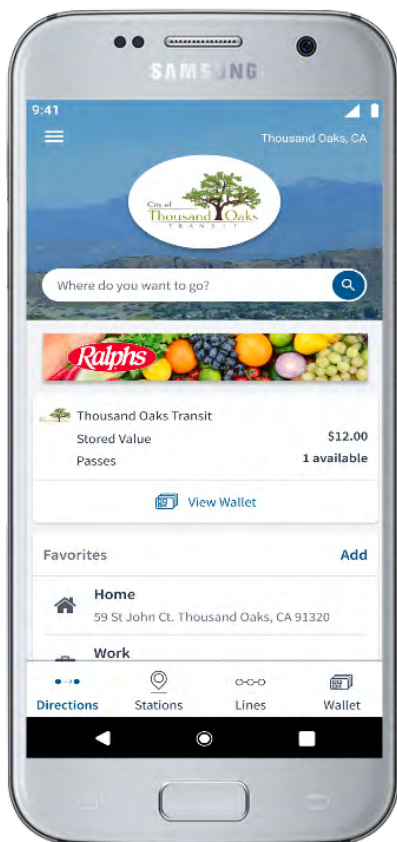 SAMSUNG
9:41
Thousand Oaks, CA
City of
Thousand Oaks
TRANSIT
Where do you want to go?
Ralphs
Thousand Oaks Transit
Stored Value $12.00
Passes 1 available
View Wallet
Favorites Add
Home
59 St John Ct. Thousand Oaks, CA 91320
Work
Directions Stations Lines Wallet